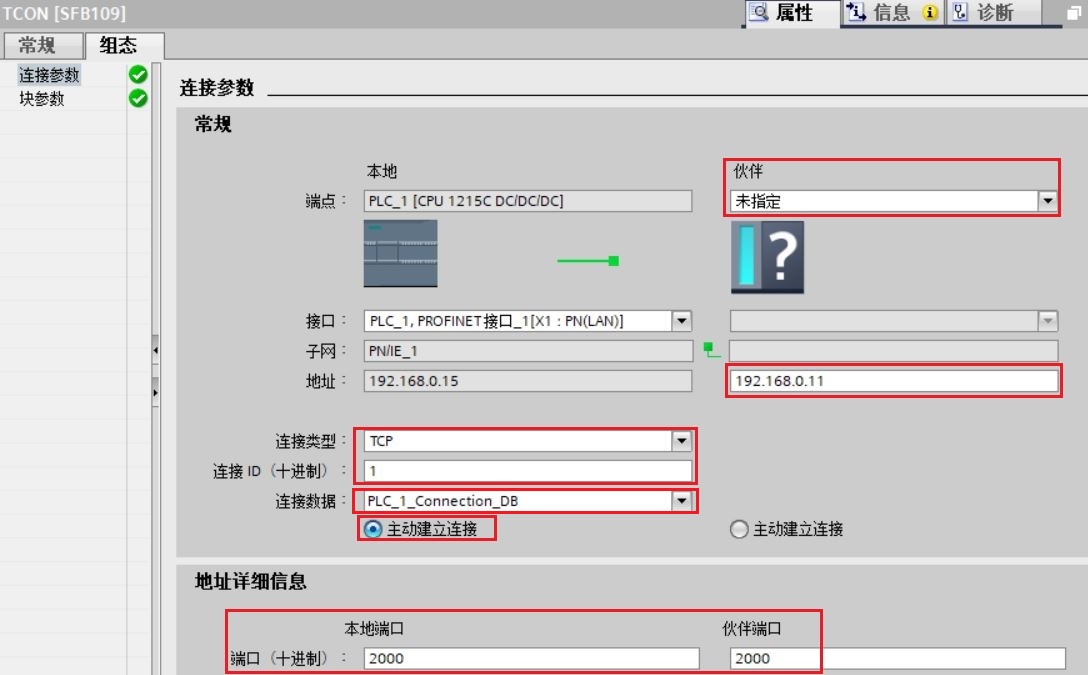 TCON [SFB109]
属性
信息
诊断
常规
组态
连接参数
块参数
连接参数
常规
本地
伙伴
端点：
PLC_1 [CPU 1215C DC/DC/DC]
未指定
?
接口：
PLC_1, PROFINET接口_1[X1 : PN(LAN)]
子网：
PN/IE_1
地址：
192.168.0.15
192.168.0.11
连接类型：
TCP
连接 ID（十进制）：
1
连接数据：
PLC_1_Connection_DB
主动建立连接
主动建立连接
地址详细信息
本地端口
伙伴端口
端口（十进制）：
2000
2000